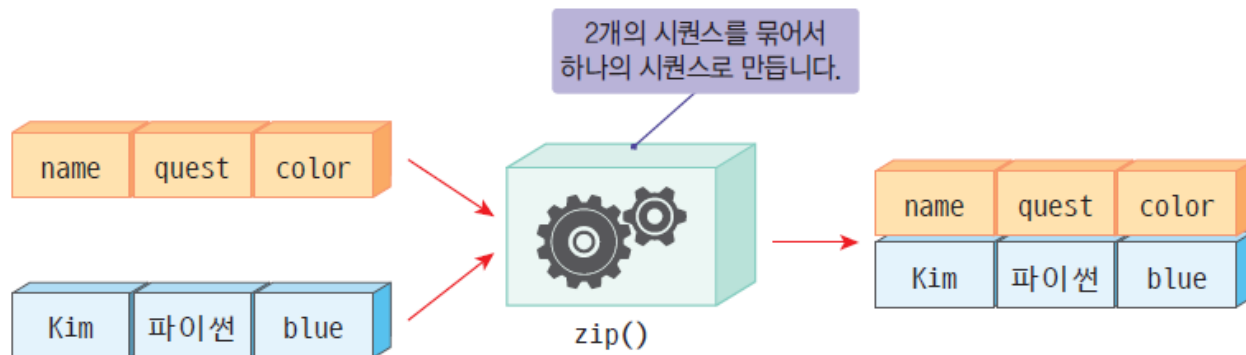 2개의 시퀀스를 묶어서
하나의 시퀀스로 만듭니다.
name quest color
Kim 파이썬 blue
zip()
name quest color
Kim 파이썬 blue